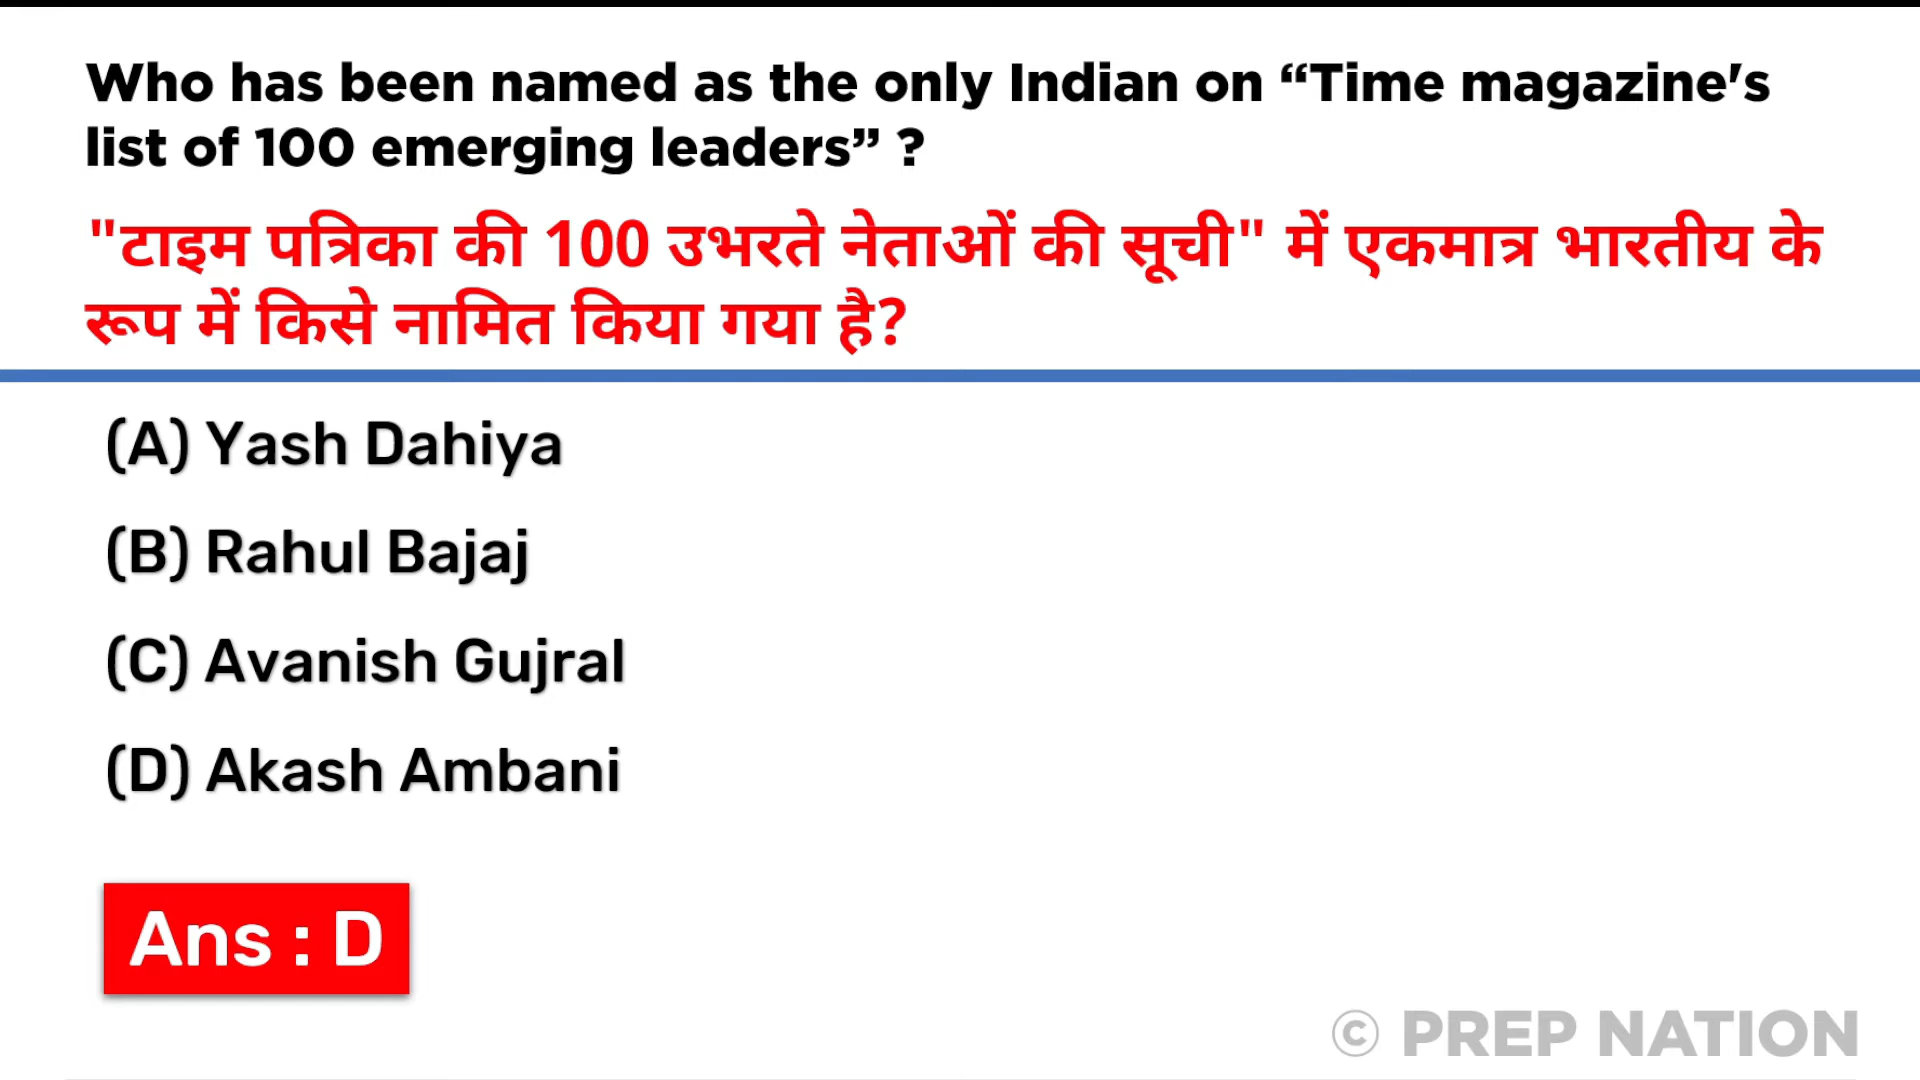 Who has been named as the only Indian on “Time magazine's
list of 100 emerging leaders” ?
"टाइम पत्रिका की 100 उभरते नेताओं की सूची" में एकमात्र भारतीय के
रूप में किसे नामित किया गया है?
(A) Yash Dahiya
(B) Rahul Bajaj
(C) Avanish Gujral
(D) Akash Ambani
Ans : D
© PREP NATION